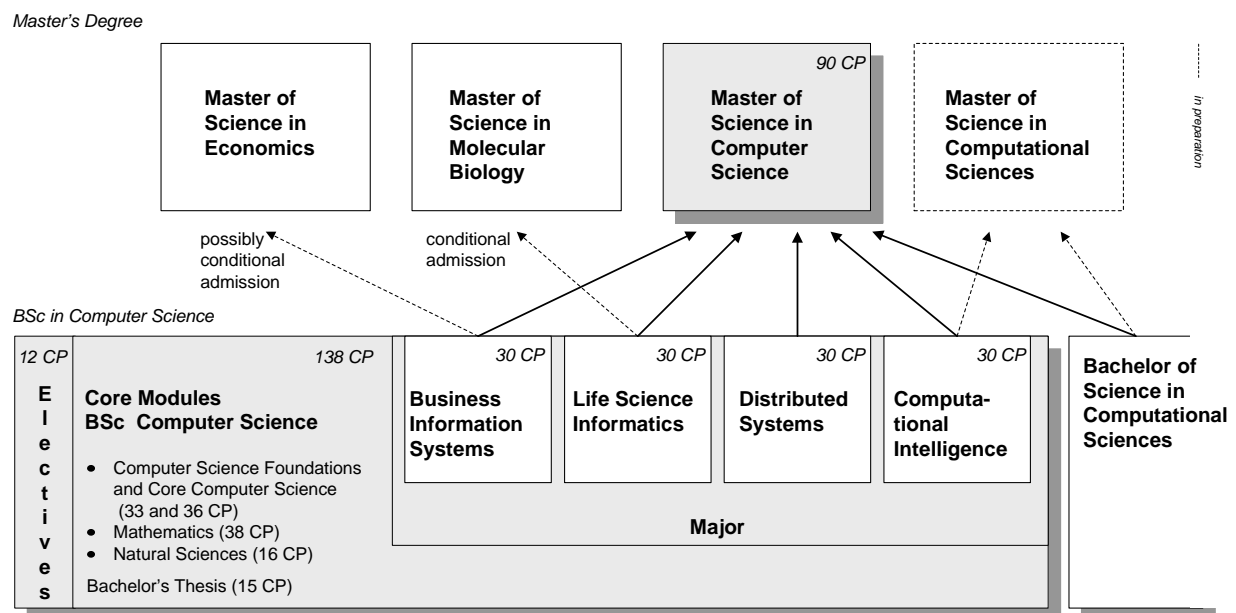 Master's Degree
90 CP
Master of
Science in
Economics
Master of
Science in
Molecular
Biology
Master of
Science in
Computer
Science
Master of
Science in
Computational
Sciences
in preparation
possibly
conditional
admission
conditional
admission
BSc in Computer Science
12 CP
Electives
138 CP
Core Modules
BSc Computer Science
• Computer Science Foundations
and Core Computer Science
(33 and 36 CP)
• Mathematics (38 CP)
• Natural Sciences (16 CP)
Bachelor's Thesis (15 CP)
30 CP
Business
Information
Systems
30 CP
Life Science
Informatics
30 CP
Distributed
Systems
30 CP
Computa-
tional
Intelligence
Major
Bachelor of
Science in
Computational
Sciences